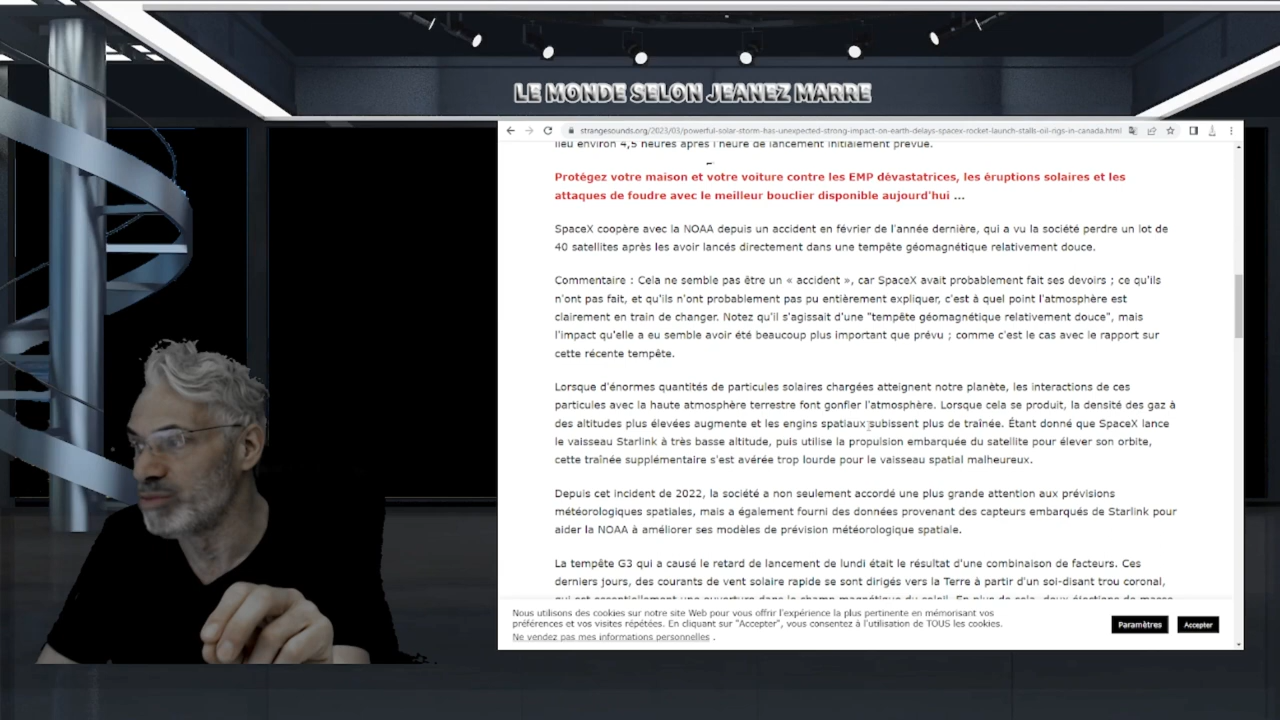 LE MONDE SELON JEANEZ MARRE
strangesounds.org/2023/03/powerful-solar-storm-has-unexpected-strong-impact-on-earth-delays-spacex-rocket-launch-stalls-oil-rigs-in-canada.html
lieu environ 4,5 heures après l'heure de lancement initialement prévue.
Protégez votre maison et votre voiture contre les EMP dévastatrices, les éruptions solaires et les
attaques de foudre avec le meilleur bouclier disponible aujourd'hui ...
SpaceX coopère avec la NOAA depuis un accident en février de l'année dernière, qui a vu la société perdre un lot de
40 satellites après les avoir lancés directement dans une tempête géomagnétique relativement douce.
Commentaire : Cela ne semble pas être un « accident », car SpaceX avait probablement fait ses devoirs ; ce qu'ils
n'ont pas fait, et qu'ils n'ont probablement pas pu entièrement expliquer, c'est à quel point l'atmosphère est
clairement en train de changer. Notez qu'il s'agissait d'une "tempête géomagnétique relativement douce", mais
l'impact qu'elle a eu semble avoir été beaucoup plus important que prévu ; comme c'est le cas avec le rapport sur
cette récente tempête.
Lorsque d'énormes quantités de particules solaires chargées atteignent notre planète, les interactions de ces
particules avec la haute atmosphère terrestre font gonfler l'atmosphère. Lorsque cela se produit, la densité des gaz à
des altitudes plus élevées augmente et les engins spatiaux subissent plus de traînée. Étant donné que SpaceX lance
le vaisseau Starlink à très basse altitude, puis utilise la propulsion embarquée du satellite pour élever son orbite,
cette traînée supplémentaire s'est avérée trop lourde pour le vaisseau spatial malheureux.
Depuis cet incident de 2022, la société a non seulement accordé une plus grande attention aux prévisions
météorologiques spatiales, mais a également fourni des données provenant des capteurs embarqués de Starlink pour
aider la NOAA à améliorer ses modèles de prévision météorologique spatiale.
La tempête G3 qui a causé le retard de lancement de lundi était le résultat d'une combinaison de facteurs. Ces
derniers jours, des courants de vent solaire rapide se sont dirigés vers la Terre à partir d'un soi-disant trou coronal,
qui est essentiellement une ouverture dans le champ magnétique du soleil. En plus de cela, deux éjections de masse
Nous utilisons des cookies sur notre site Web pour vous offrir l'expérience la plus pertinente en mémorisant vos
préférences et vos visites répétées. En cliquant sur "Accepter", vous consentez à l'utilisation de TOUS les cookies.
Ne vendez pas mes informations personnelles .
Paramètres Accepter